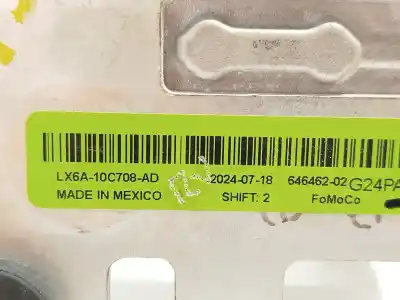 LX6A-10C708-AD 2024-07-18 646462-02 G24PA
MADE IN MEXICO SHIFT: 2 FoMoCo